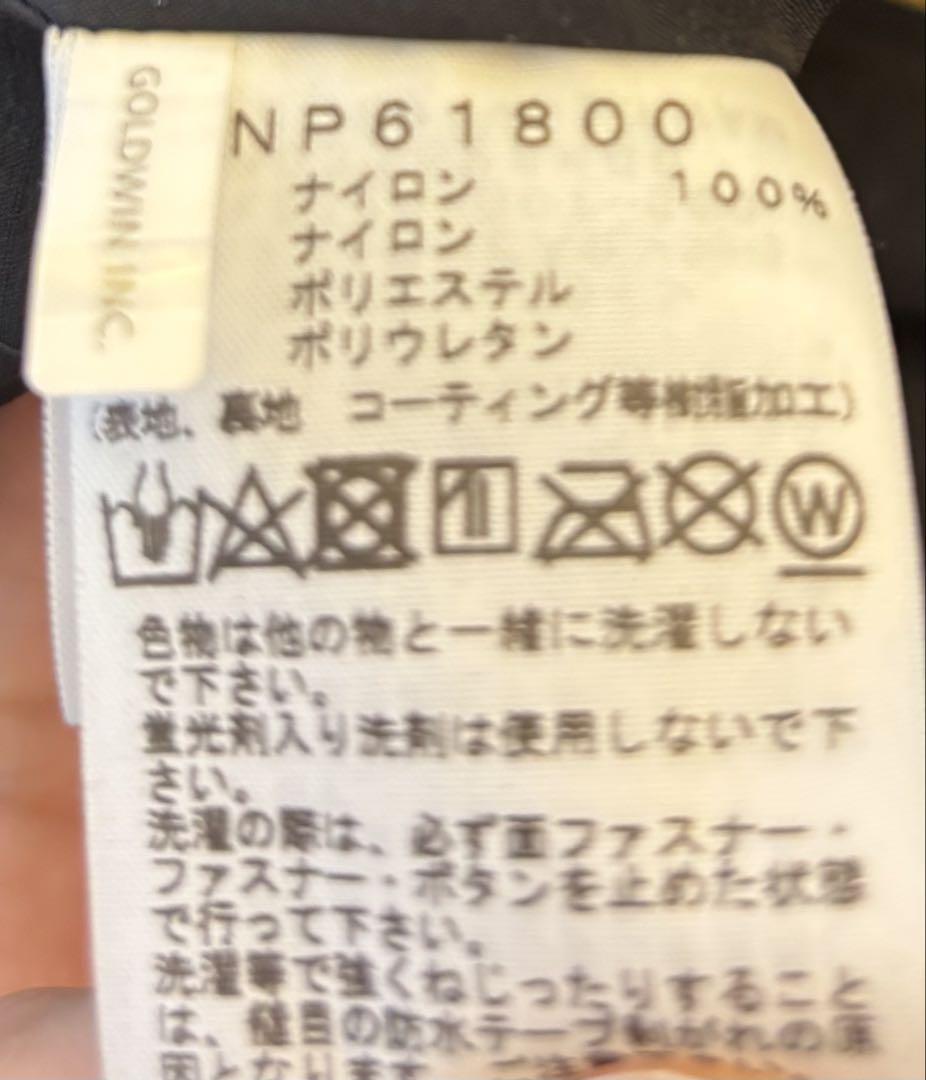 GOLDWIN INC.
NP61800
ナイロン 100%
ナイロン
ポリエステル
ポリウレタン
(表地、裏地 コーティング等樹脂加工)
W
色物は他の物と一緒に洗濯しない
で下さい。
蛍光剤入り洗剤は使用しないで下
さい。
洗濯の際は、必ず面ファスナー・
ファスナー・ボタンを止めた状態
で行って下さい。
洗濯等で強くねじったりすること
は、縫目の防水テープ剥がれの原
因となります。